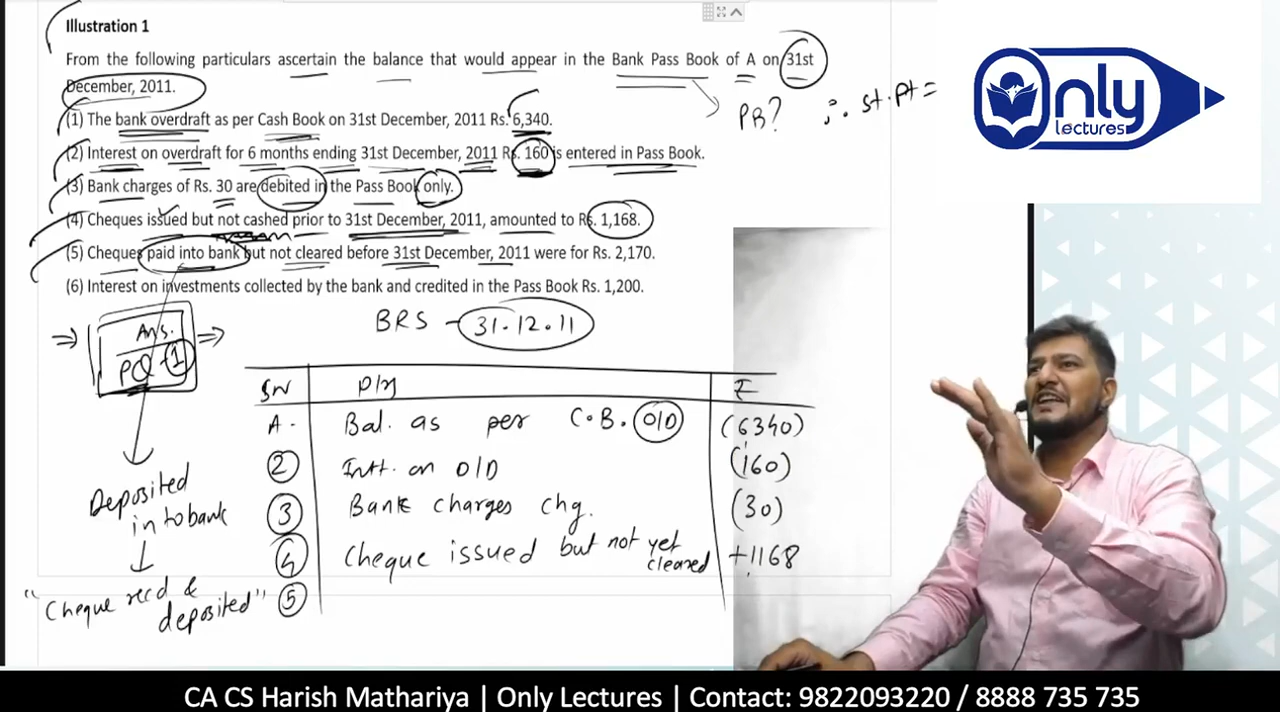 Illustration 1
From the following particulars ascertain the balance that would appear in the Bank Pass Book of A on 31st
December, 2011.
(1) The bank overdraft as per Cash Book on 31st December, 2011 Rs. 6,340.
(2) Interest on overdraft for 6 months ending 31st December, 2011 Rs. 160 is entered in Pass Book.
(3) Bank charges of Rs. 30 are debited in the Pass Book only.
(4) Cheques issued but not cashed prior to 31st December, 2011, amounted to Rs. 1,168.
(5) Cheques paid into bank but not cleared before 31st December, 2011 were for Rs. 2,170.
(6) Interest on investments collected by the bank and credited in the Pass Book Rs. 1,200.
PB? ∴ St. Pt =
Only
lectures
Ans.
PQ-1
BRS - 31.12.11
A. Bal. as per C.B. O/D (6340)
2 Intt. on O/D (160)
3 Bank charges chg. (30)
4 Cheque issued but not yet cleared +1168
5
Deposited
in to bank
"Cheque recd &
deposited"
CA CS Harish Mathariya | Only Lectures | Contact: 9822093220 / 8888 735 735